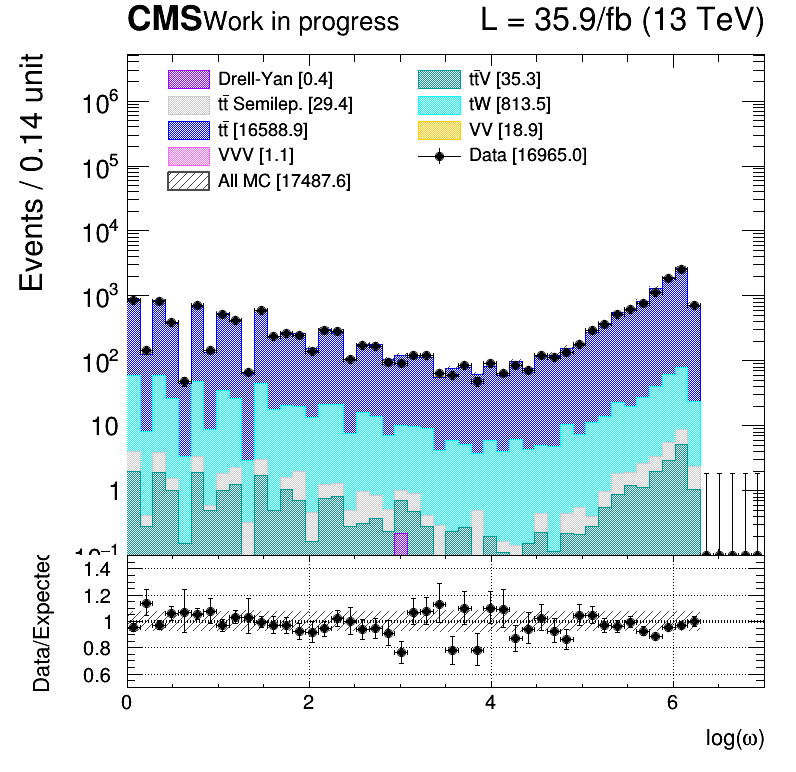 CMS Work in progress L = 35.9/fb (13 TeV)
Events / 0.14 unit
Drell-Yan [0.4]
tt̄ Semilep. [29.4]
tt̄ [16588.9]
VVV [1.1]
All MC [17487.6]
tt̄V [35.3]
tW [813.5]
VV [18.9]
Data [16965.0]
10⁶
10⁵
10⁴
10³
10²
10
1
10⁻¹
Data/Expected
1.4
1.2
1
0.8
0.6
0 2 4 6
log(ω)